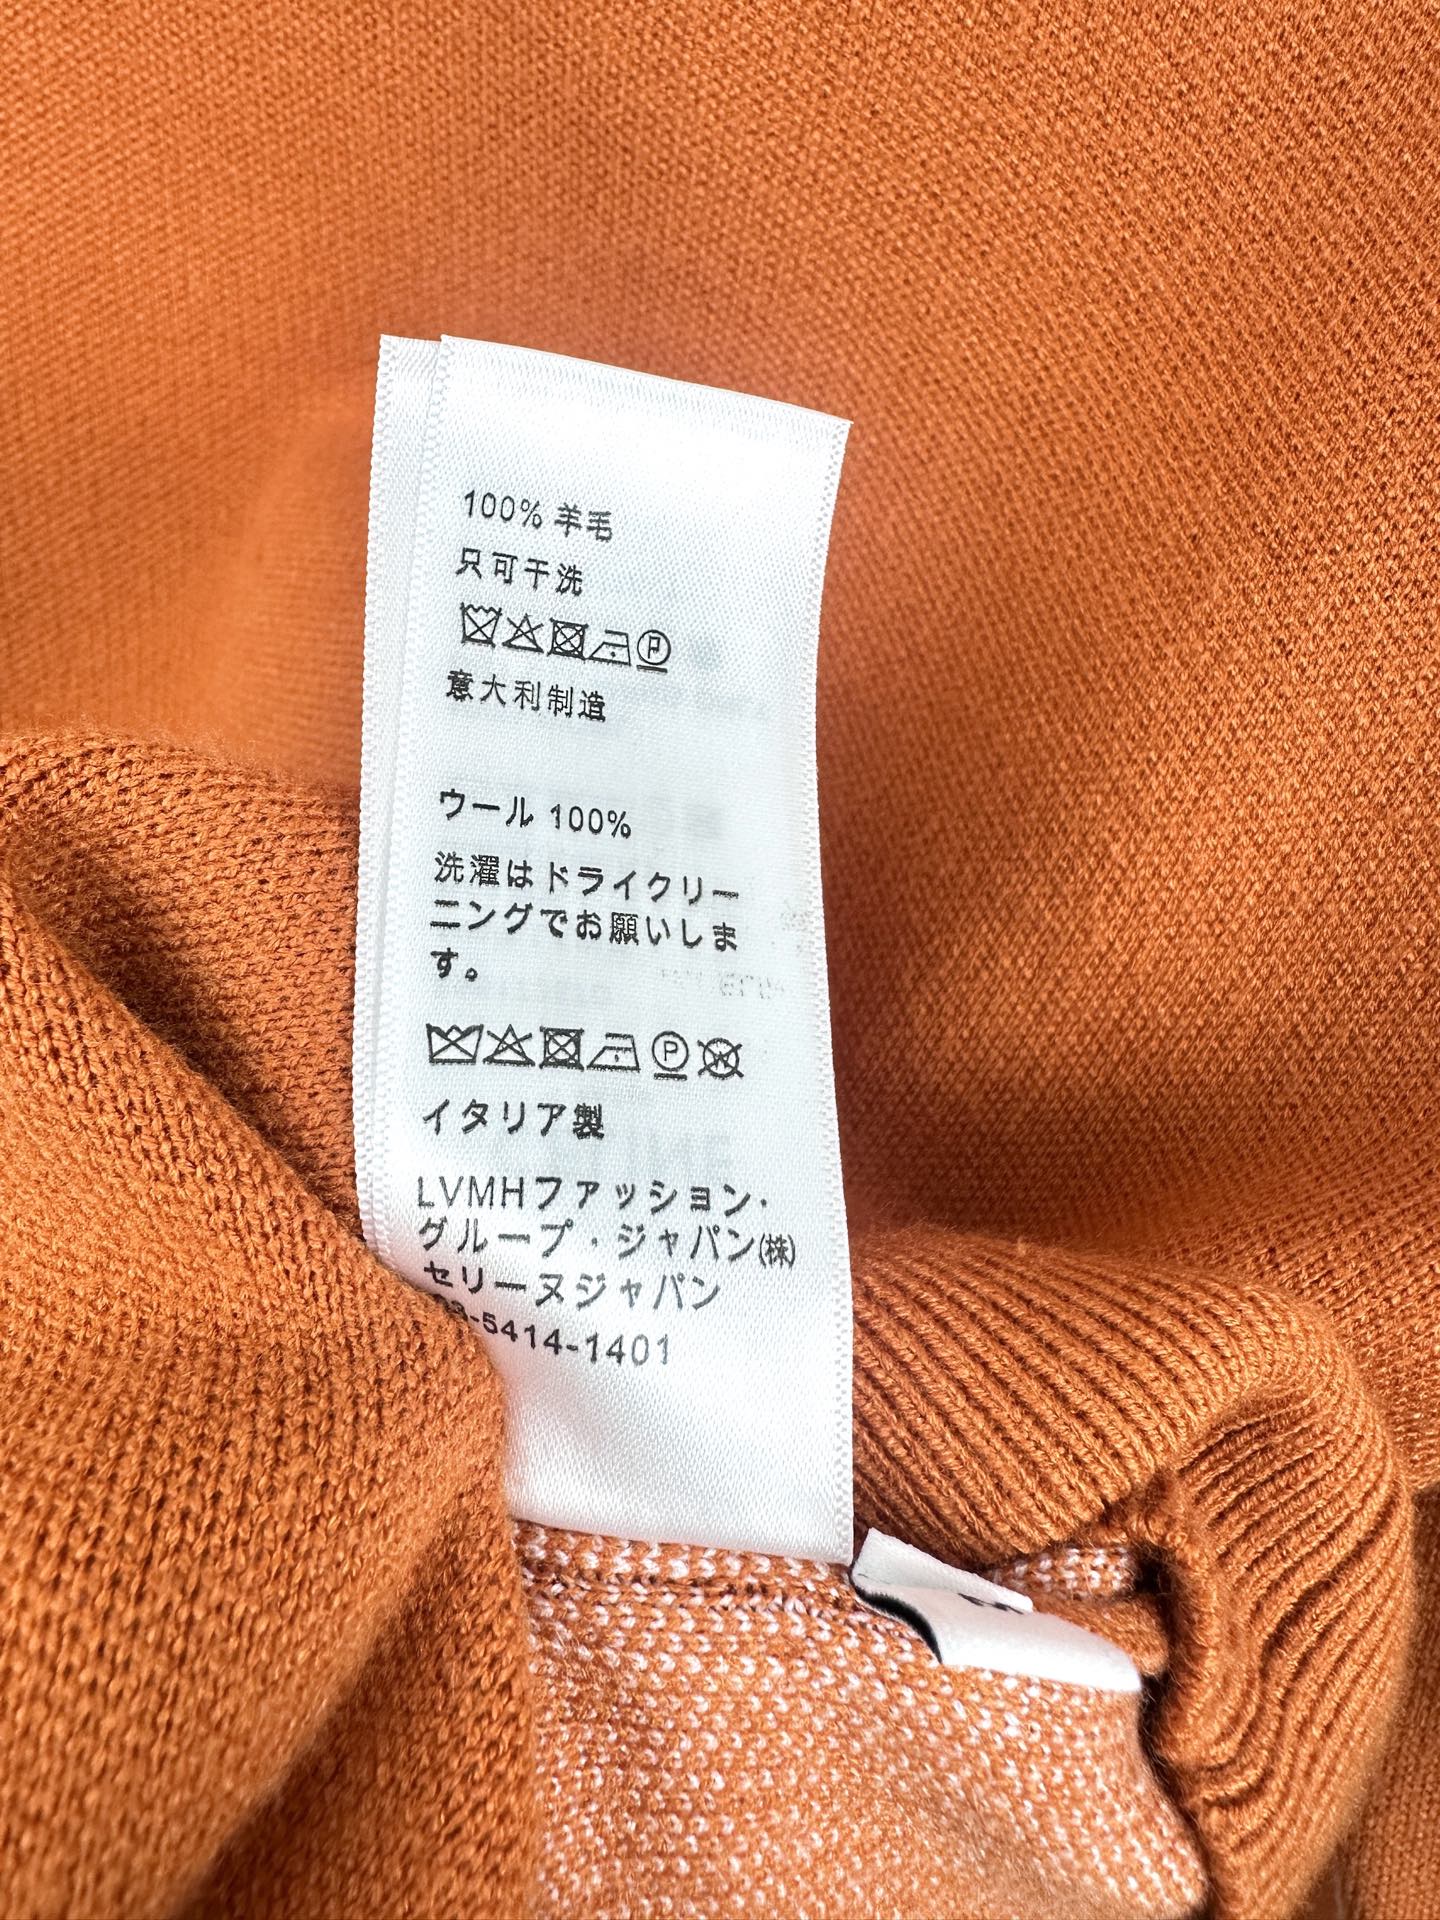 100% 羊毛
只可干洗
P
意大利制造
ウール 100%
洗濯はドライクリー
ニングでお願いしま
す。
P W
イタリア製
LVMHファッション・
グループ・ジャパン(株)
セリーヌジャパン
03-5414-1401